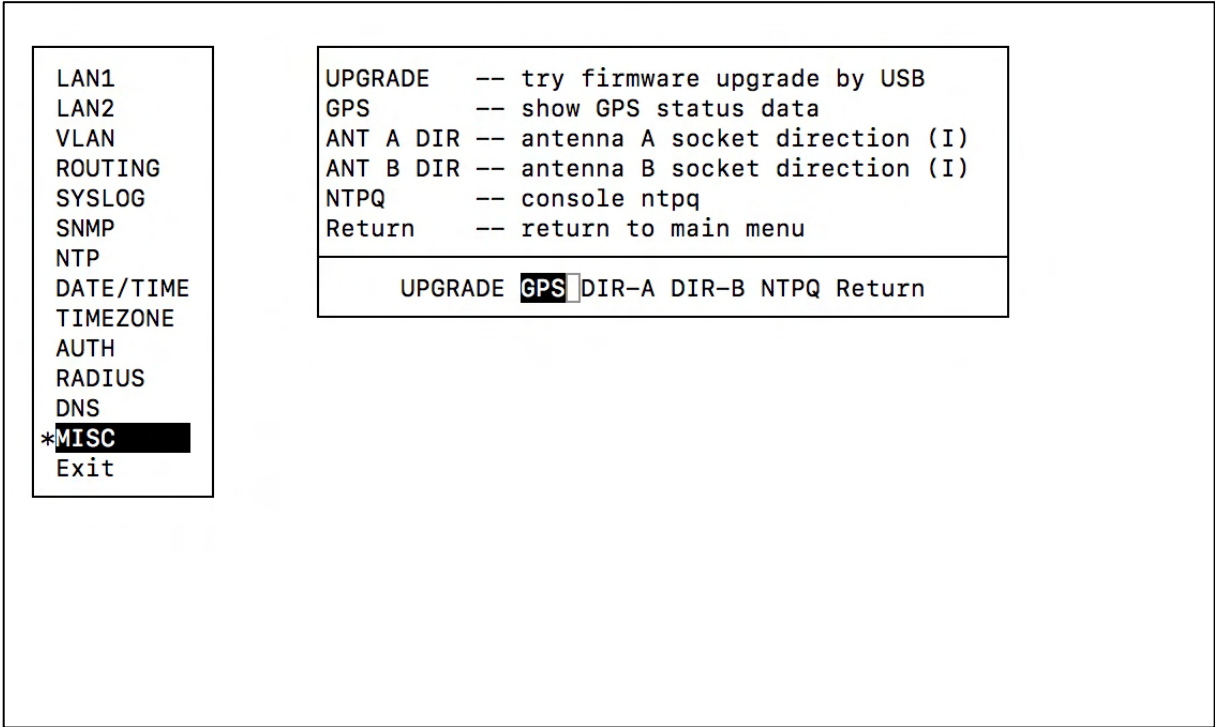 LAN1
LAN2
VLAN
ROUTING
SYSLOG
SNMP
NTP
DATE/TIME
TIMEZONE
AUTH
RADIUS
DNS
*MISC
Exit
UPGRADE -- try firmware upgrade by USB
GPS -- show GPS status data
ANT A DIR -- antenna A socket direction (I)
ANT B DIR -- antenna B socket direction (I)
NTPQ -- console ntpq
Return -- return to main menu
UPGRADE GPS DIR-A DIR-B NTPQ Return